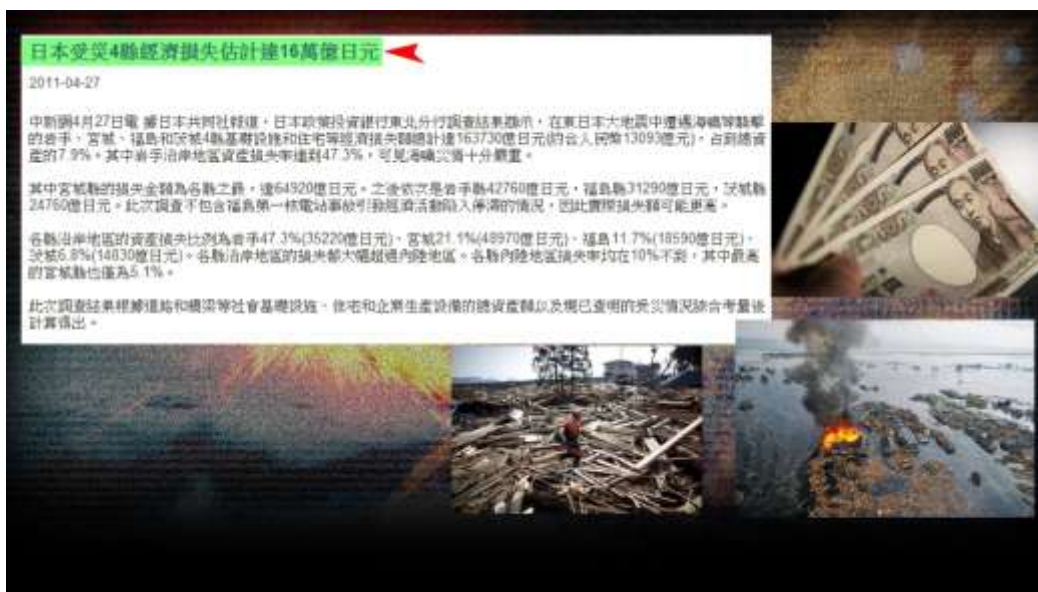 日本受災4縣經濟損失估計達16萬億日元
2011-04-27
中新網4月27日電 據日本共同社報道，日本政策投資銀行東北分行調查結果顯示，在東日本大地震中遭遇海嘯等襲擊
的岩手、宮城、福島和茨城4縣基礎設施和住宅等經濟損失額總計達163730億日元(約合人民幣13093億元)，占到總資
產的7.9%。其中岩手沿岸地區資產損失率達到47.3%，可見海嘯災情十分嚴重。
其中宮城縣的損失金額為各縣之最，達64920億日元。之後依次是岩手縣42760億日元，福島縣31290億日元，茨城縣
24760億日元。此次調查不包含福島第一核電站事故引發經濟活動陷入停滯的情況，因此實際損失額可能更高。
各縣沿岸地區的資產損失比例為岩手47.3%(35220億日元)、宮城21.1%(48970億日元)、福島11.7%(18590億日元)、
茨城6.8%(14830億日元)。各縣沿岸地區的損失都大幅超過內陸地區。各縣內陸地區損失率均在10%不到，其中最高
的宮城縣也僅為5.1%。
此次調查結果根據道路和橋梁等社會基礎設施、住宅和企業生產設備的總資產額以及現已查明的受災情況綜合考量後
計算得出。